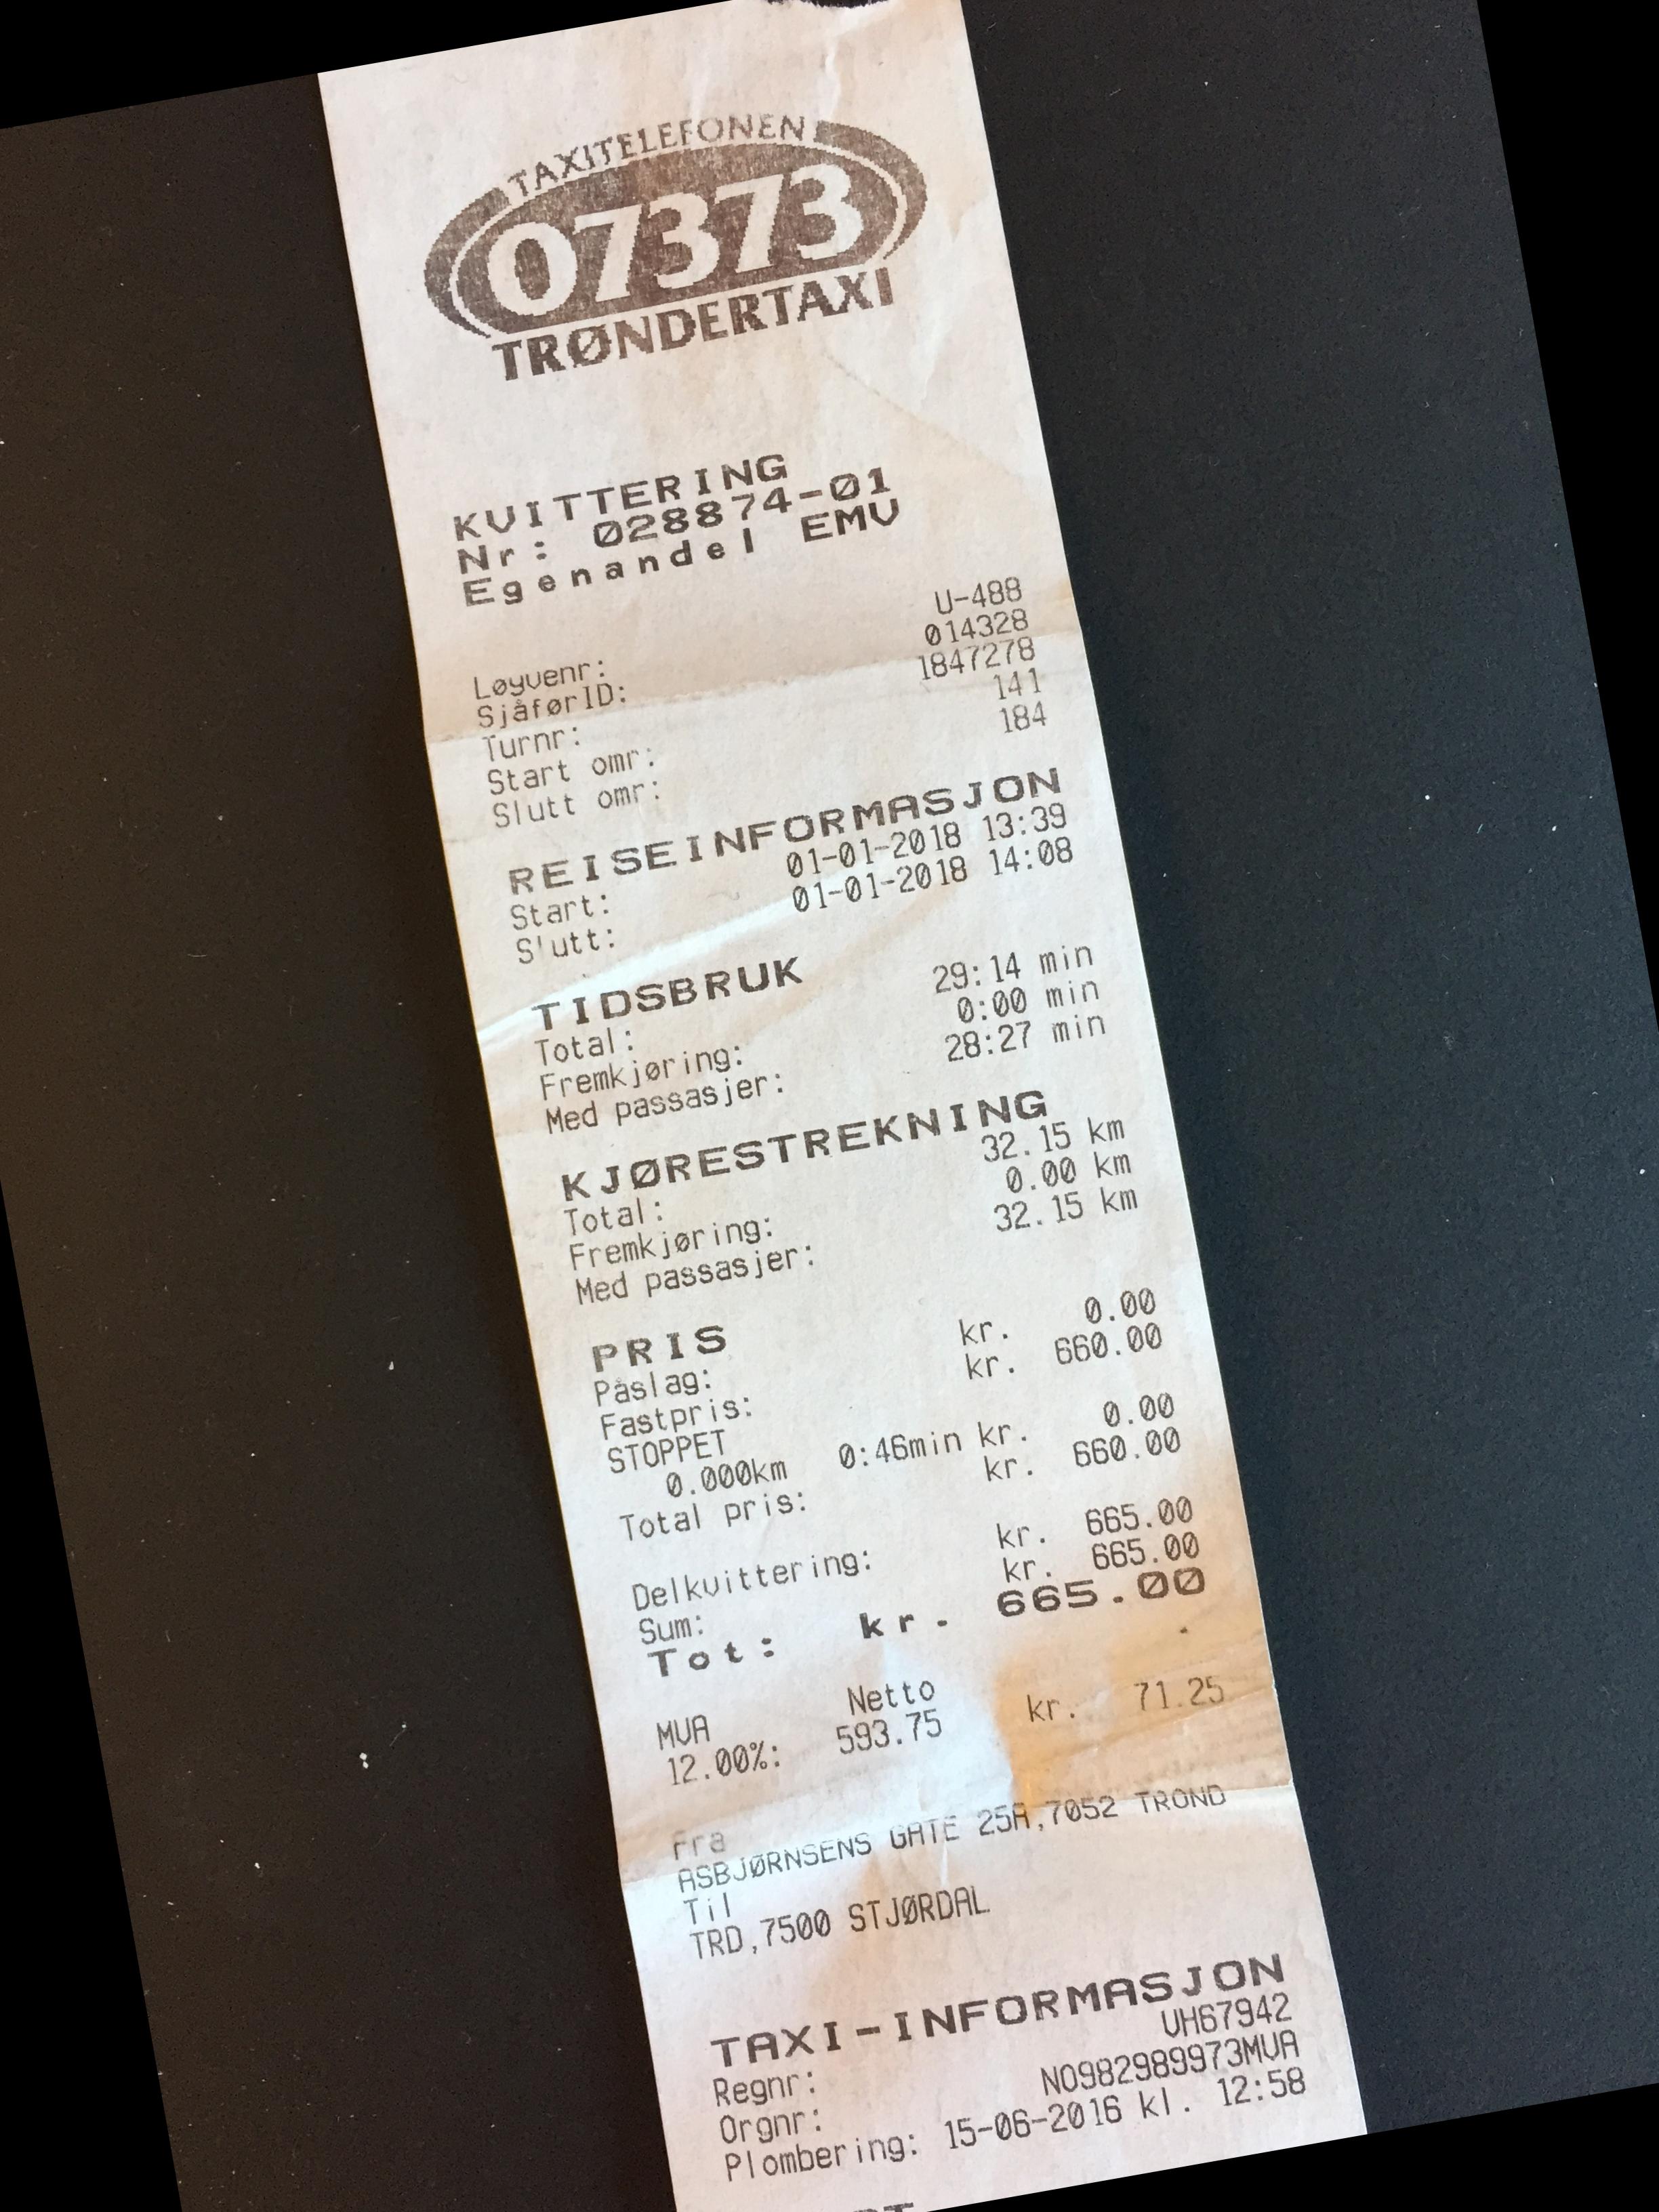 TAXITELEFONEN
07373
TRØNDERTAXI
KVITTERING
Nr: 028874-01
Egenandel EMV
Løyvenr: U-488
SjåførID: 014328
Turnr: 1847278
Start omr: 141
Slutt omr: 184
REISEINFORMASJON
Start: 01-01-2018 13:39
Slutt: 01-01-2018 14:08
TIDSBRUK
Total: 29:14 min
Fremkjøring: 0:00 min
Med passasjer: 28:27 min
KJØRESTREKNING
Total: 32.15 km
Fremkjøring: 0.00 km
Med passasjer: 32.15 km
PRIS
Påslag: kr. 0.00
Fastpris: kr. 660.00
STOPPET
0.000km 0:46min kr. 0.00
Total pris: kr. 660.00
Delkvittering: kr. 665.00
Sum: kr. 665.00
Tot: kr. 665.00
MVA Netto
12.00%: 593.75 kr. 71.25
Fra
ASBJØRNSENS GATE 25A,7052 TROND
Til
TRD,7500 STJØRDAL
TAXI-INFORMASJON
Regnr: VH67942
Orgnr: NO982989973MVA
Plombering: 15-06-2016 kl. 12:58